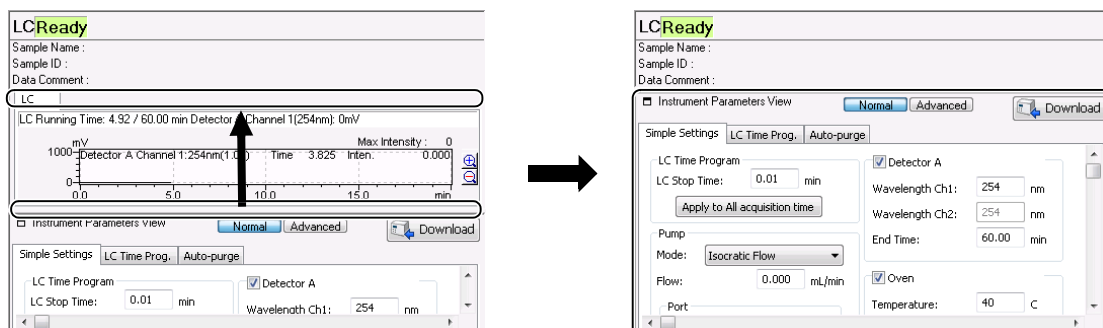 LCReady
Sample Name :
Sample ID :
Data Comment :
LC
LC Running Time: 4.92 / 60.00 min Detector A Channel 1(254nm): 0mV
mV
Max Intensity : 0
1000
Detector A Channel 1:254nm(1.00) Time 3.825 Inten. 0.000
0
0.0 5.0 10.0 15.0 min
Instrument Parameters View Normal Advanced Download
Simple Settings LC Time Prog. Auto-purge
LC Time Program
LC Stop Time: 0.01 min
Detector A
Wavelength Ch1: 254 nm
LCReady
Sample Name :
Sample ID :
Data Comment :
Instrument Parameters View Normal Advanced Download
Simple Settings LC Time Prog. Auto-purge
LC Time Program
LC Stop Time: 0.01 min
Apply to All acquisition time
Pump
Mode: Isocratic Flow
Flow: 0.000 mL/min
Port
Detector A
Wavelength Ch1: 254 nm
Wavelength Ch2: 254 nm
End Time: 60.00 min
Oven
Temperature: 40 C